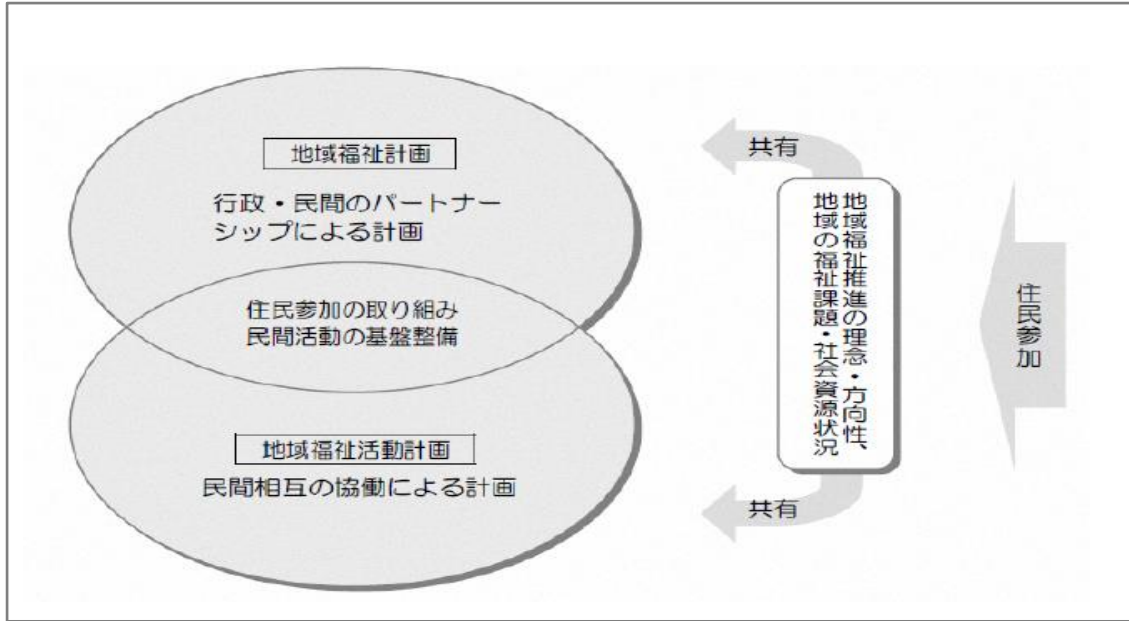 地域福祉計画
行政・民間のパートナー
シップによる計画
住民参加の取り組み
民間活動の基盤整備
地域福祉活動計画
民間相互の協働による計画
共有
地域福祉推進の理念・方向性、
地域の福祉課題・社会資源状況
共有
住民参加